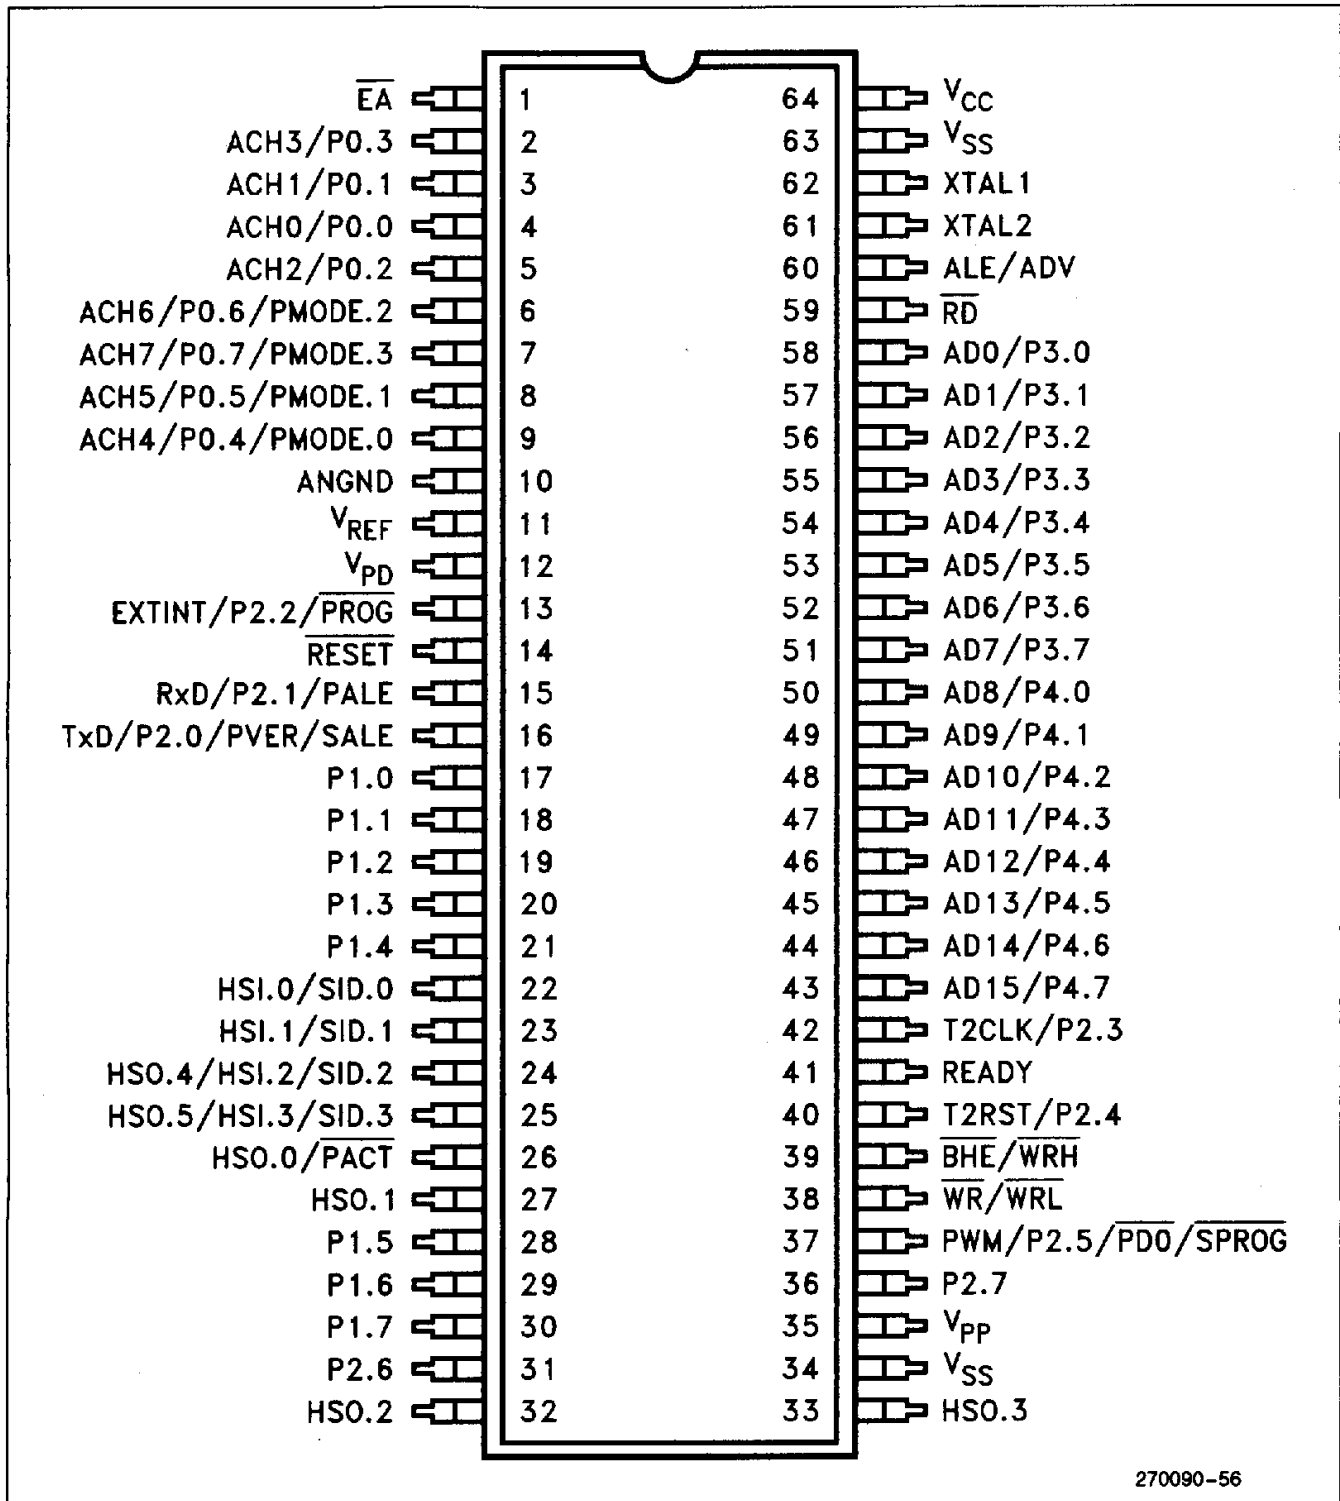 E̅A̅ 1 64 VCC
ACH3/P0.3 2 63 VSS
ACH1/P0.1 3 62 XTAL1
ACH0/P0.0 4 61 XTAL2
ACH2/P0.2 5 60 ALE/ADV
ACH6/P0.6/PMODE.2 6 59 R̅D̅
ACH7/P0.7/PMODE.3 7 58 AD0/P3.0
ACH5/P0.5/PMODE.1 8 57 AD1/P3.1
ACH4/P0.4/PMODE.0 9 56 AD2/P3.2
ANGND 10 55 AD3/P3.3
VREF 11 54 AD4/P3.4
VPD 12 53 AD5/P3.5
EXTINT/P2.2/P̅R̅O̅G̅ 13 52 AD6/P3.6
R̅E̅S̅E̅T̅ 14 51 AD7/P3.7
RxD/P2.1/PALE 15 50 AD8/P4.0
TxD/P2.0/PVER/SALE 16 49 AD9/P4.1
P1.0 17 48 AD10/P4.2
P1.1 18 47 AD11/P4.3
P1.2 19 46 AD12/P4.4
P1.3 20 45 AD13/P4.5
P1.4 21 44 AD14/P4.6
HSI.0/SID.0 22 43 AD15/P4.7
HSI.1/SID.1 23 42 T2CLK/P2.3
HSO.4/HSI.2/SID.2 24 41 READY
HSO.5/HSI.3/SID.3 25 40 T2RST/P2.4
HSO.0/P̅A̅C̅T̅ 26 39 B̅H̅E̅/W̅R̅H̅
HSO.1 27 38 W̅R̅/W̅R̅L̅
P1.5 28 37 PWM/P2.5/P̅D̅O̅/S̅P̅R̅O̅G̅
P1.6 29 36 P2.7
P1.7 30 35 VPP
P2.6 31 34 VSS
HSO.2 32 33 HSO.3
270090-56